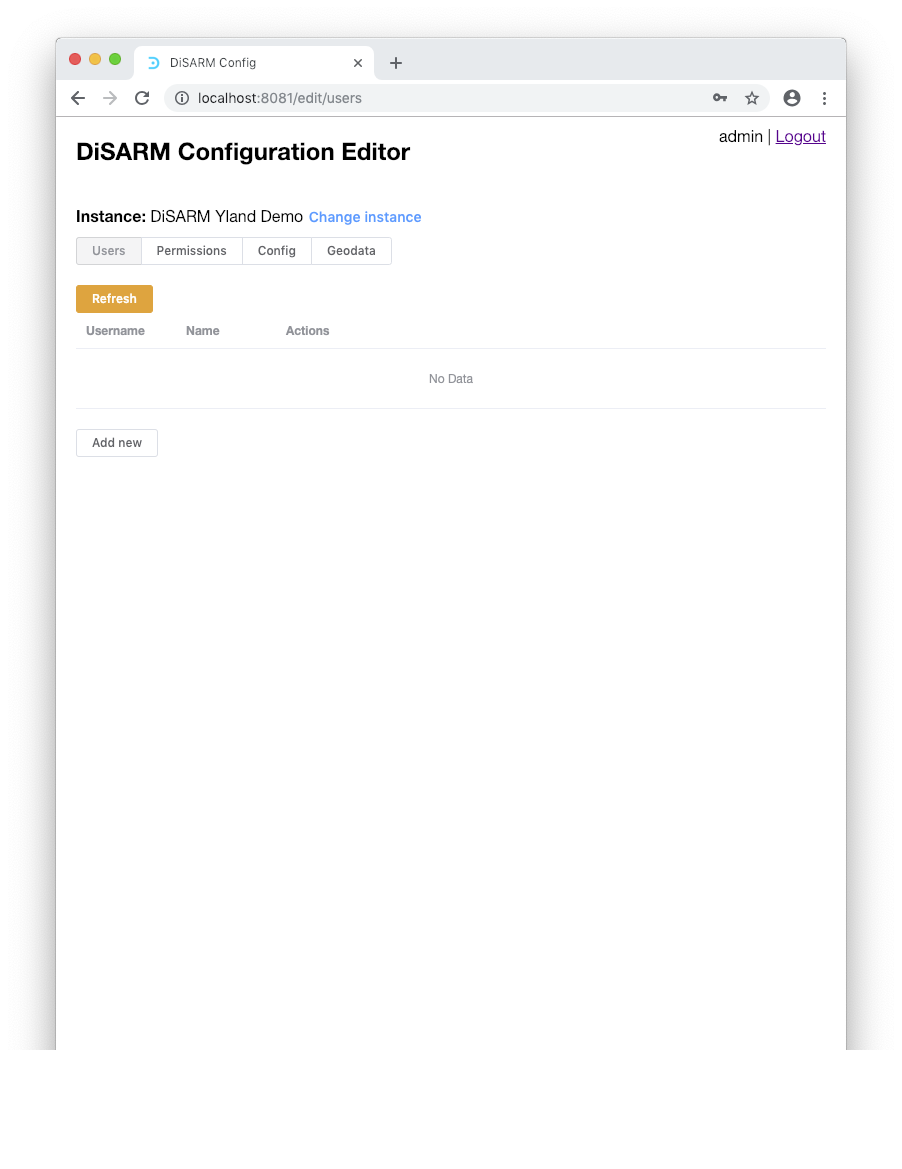 DiSARM Config
localhost:8081/edit/users
admin | Logout
DiSARM Configuration Editor
Instance: DiSARM Yland Demo Change instance
Users Permissions Config Geodata
Refresh
Username Name Actions
No Data
Add new